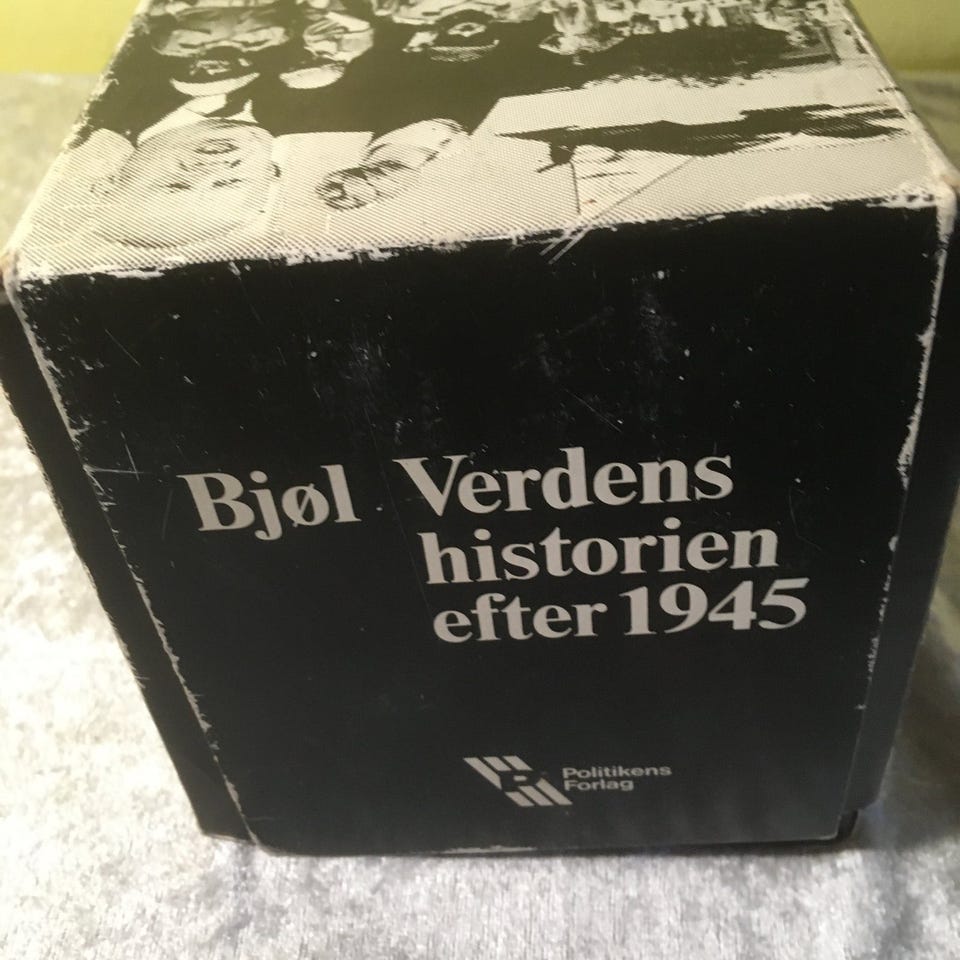 Bjøl Verdens
historien
efter 1945
Politikens
Forlag